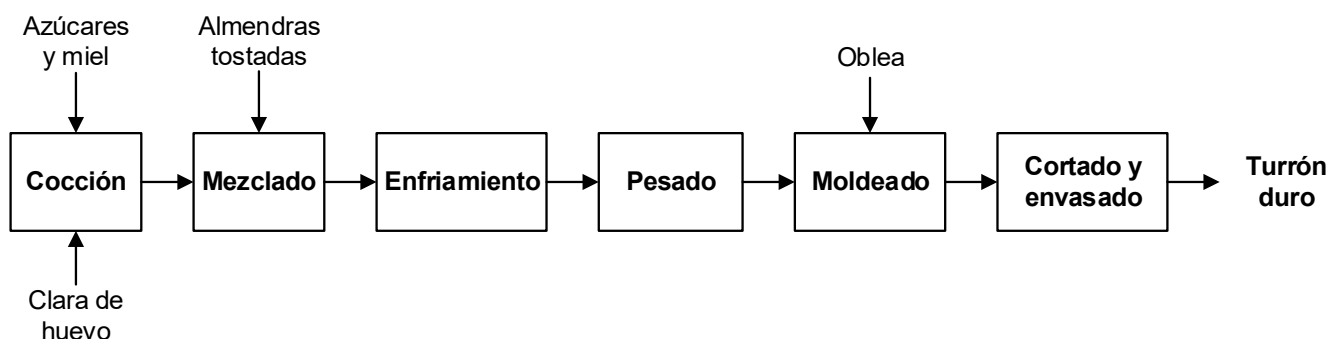 Azúcares
y miel
Almendras
tostadas
Oblea
Cocción
Mezclado
Enfriamiento
Pesado
Moldeado
Cortado y
envasado
Turrón
duro
Clara de
huevo